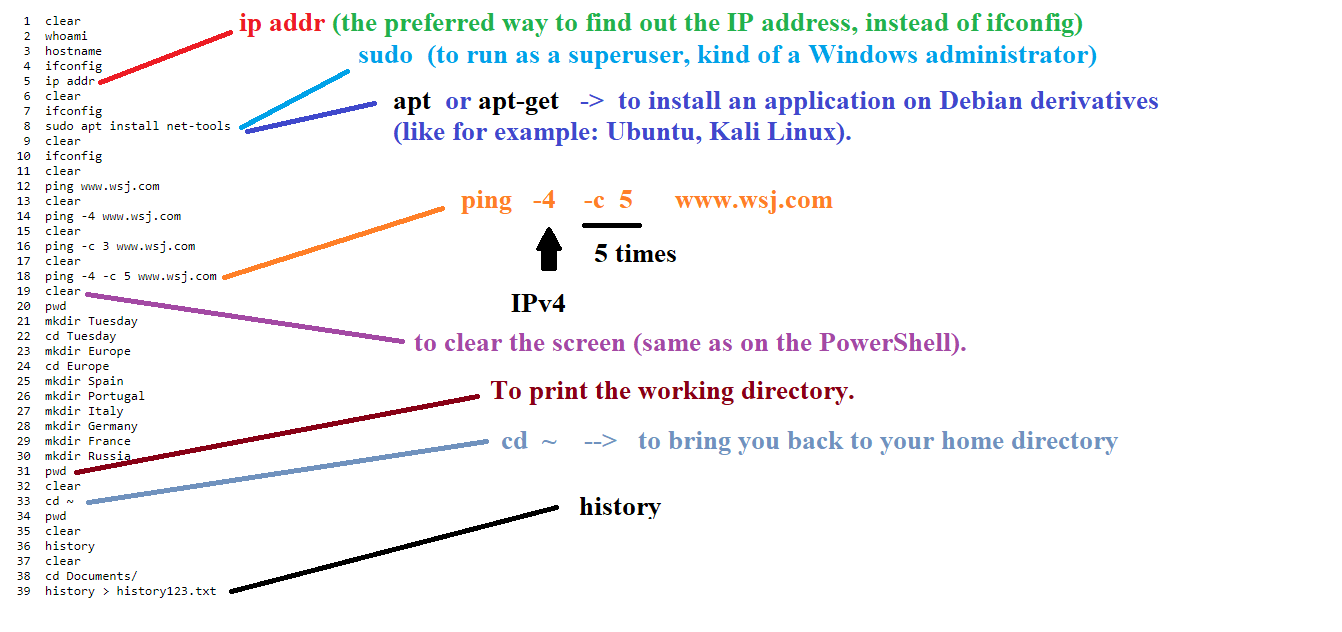 1 clear
2 whoami
3 hostname
4 ifconfig
5 ip addr
6 clear
7 ifconfig
8 sudo apt install net-tools
9 clear
10 ifconfig
11 clear
12 ping www.wsj.com
13 clear
14 ping -4 www.wsj.com
15 clear
16 ping -c 3 www.wsj.com
17 clear
18 ping -4 -c 5 www.wsj.com
19 clear
20 pwd
21 mkdir Tuesday
22 cd Tuesday
23 mkdir Europe
24 cd Europe
25 mkdir Spain
26 mkdir Portugal
27 mkdir Italy
28 mkdir Germany
29 mkdir France
30 mkdir Russia
31 pwd
32 clear
33 cd ~
34 pwd
35 clear
36 history
37 clear
38 cd Documents/
39 history > history123.txt
ip addr (the preferred way to find out the IP address, instead of ifconfig)
sudo (to run as a superuser, kind of a Windows administrator)
apt or apt-get -> to install an application on Debian derivatives
(like for example: Ubuntu, Kali Linux).
ping -4 -c 5 www.wsj.com
5 times
IPv4
to clear the screen (same as on the PowerShell).
To print the working directory.
cd ~ --> to bring you back to your home directory
history